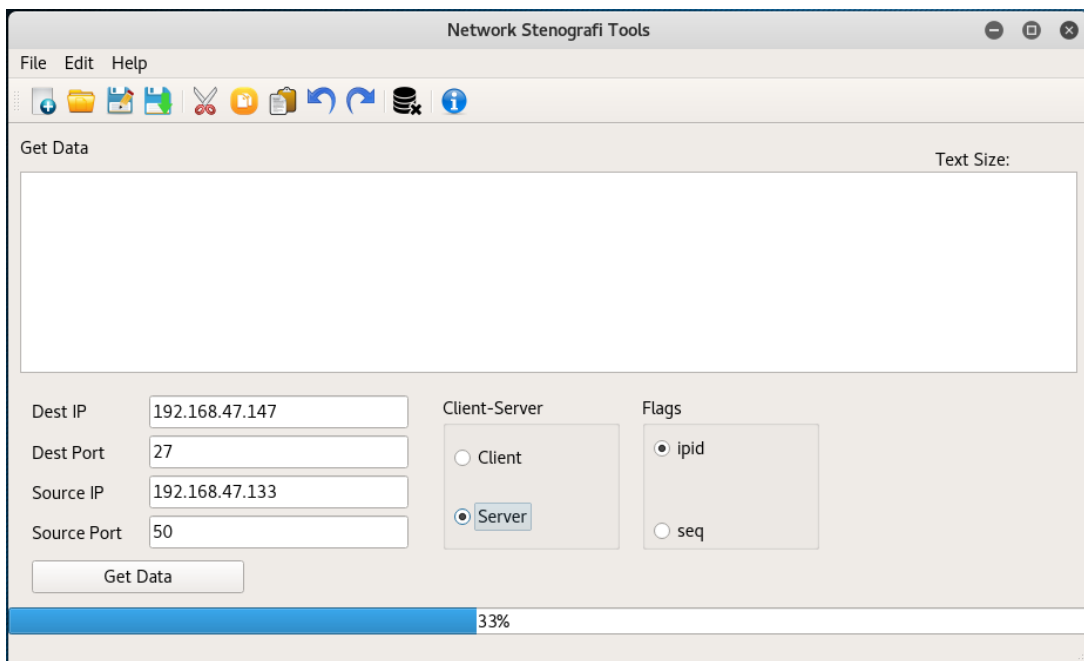 Network Stenografi Tools
File Edit Help
Get Data
Text Size:
Dest IP 192.168.47.147 Client-Server Flags
Dest Port 27 Client ipid
Source IP 192.168.47.133
Source Port 50 Server seq
Get Data
33%